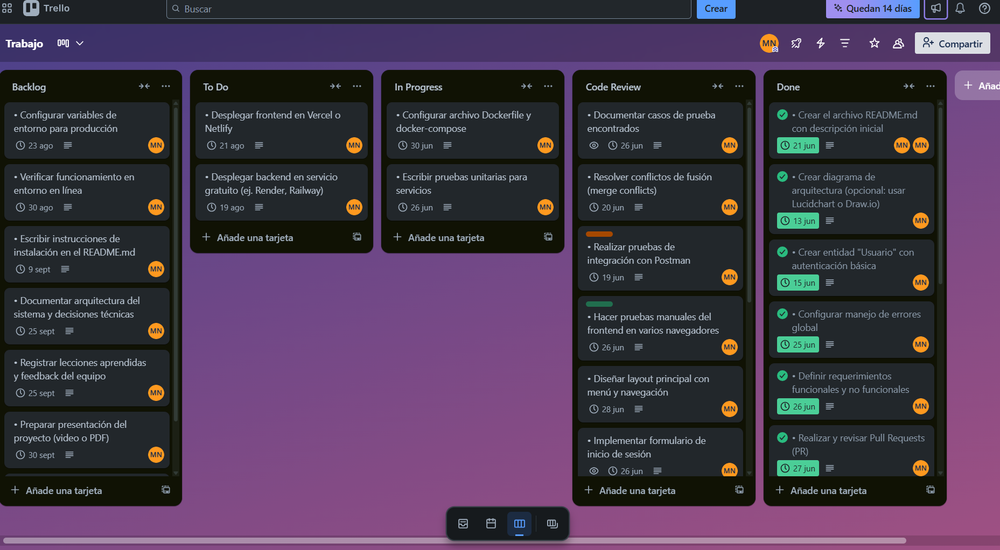 Trello
Buscar
Crear
Quedan 14 días
Trabajo
MN
Compartir
Backlog
• Configurar variables de
entorno para producción
23 ago
MN
• Verificar funcionamiento en
entorno en línea
30 ago
MN
• Escribir instrucciones de
instalación en el README.md
9 sept
MN
• Documentar arquitectura del
sistema y decisiones técnicas
25 sept
MN
• Registrar lecciones aprendidas
y feedback del equipo
25 sept
MN
• Preparar presentación del
proyecto (video o PDF)
30 sept
MN
Añade una tarjeta
To Do
• Desplegar frontend en Vercel o
Netlify
21 ago
MN
• Desplegar backend en servicio
gratuito (ej. Render, Railway)
19 ago
MN
Añade una tarjeta
In Progress
• Configurar archivo Dockerfile y
docker-compose
30 jun
MN
• Escribir pruebas unitarias para
servicios
26 jun
MN
Añade una tarjeta
Code Review
• Documentar casos de prueba
encontrados
26 jun
MN
• Resolver conflictos de fusión
(merge conflicts)
20 jun
MN
• Realizar pruebas de
integración con Postman
19 jun
MN
• Hacer pruebas manuales del
frontend en varios navegadores
26 jun
MN
• Diseñar layout principal con
menú y navegación
28 jun
MN
• Implementar formulario de
inicio de sesión
26 jun
MN
Añade una tarjeta
Done
• Crear el archivo README.md
con descripción inicial
21 jun
MN MN
• Crear diagrama de
arquitectura (opcional: usar
Lucidchart o Draw.io)
13 jun
MN
• Crear entidad "Usuario" con
autenticación básica
15 jun
MN
• Configurar manejo de errores
global
25 jun
MN
• Definir requerimientos
funcionales y no funcionales
26 jun
MN
• Realizar y revisar Pull Requests
(PR)
27 jun
MN
Añade una tarjeta
Añad